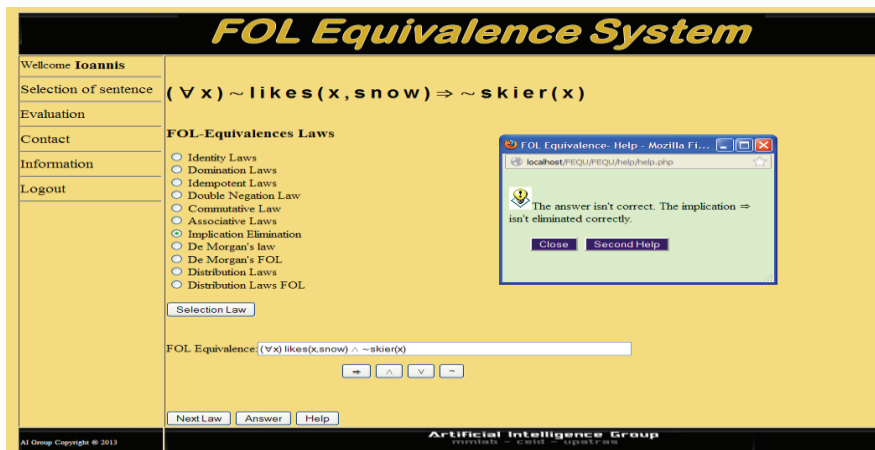 FOL Equivalence System
Wellcome Ioannis
Selection of sentence
Evaluation
Contact
Information
Logout
(∀x)~likes(x,snow)⇒~skier(x)
FOL-Equivalences Laws
Identity Laws
Domination Laws
Idempotent Laws
Double Negation Law
Commutative Law
Associative Laws
Implication Elimination
De Morgan's law
De Morgan's FOL
Distribution Laws
Distribution Laws FOL
Selection Law
FOL Equivalence: (∀x) likes(x,snow) ∧ ~skier(x)
⇒ ∧ ∨ ~
Next Law Answer Help
FOL Equivalence- Help - Mozilla Fi...
localhost/FEQU/FEQU/help/help.php
The answer isn't correct. The implication ⇒
isn't eliminated correctly.
Close Second Help
AI Group Copyright ® 2013
Artificial Intelligence Group
mmlab - ceid - upatras